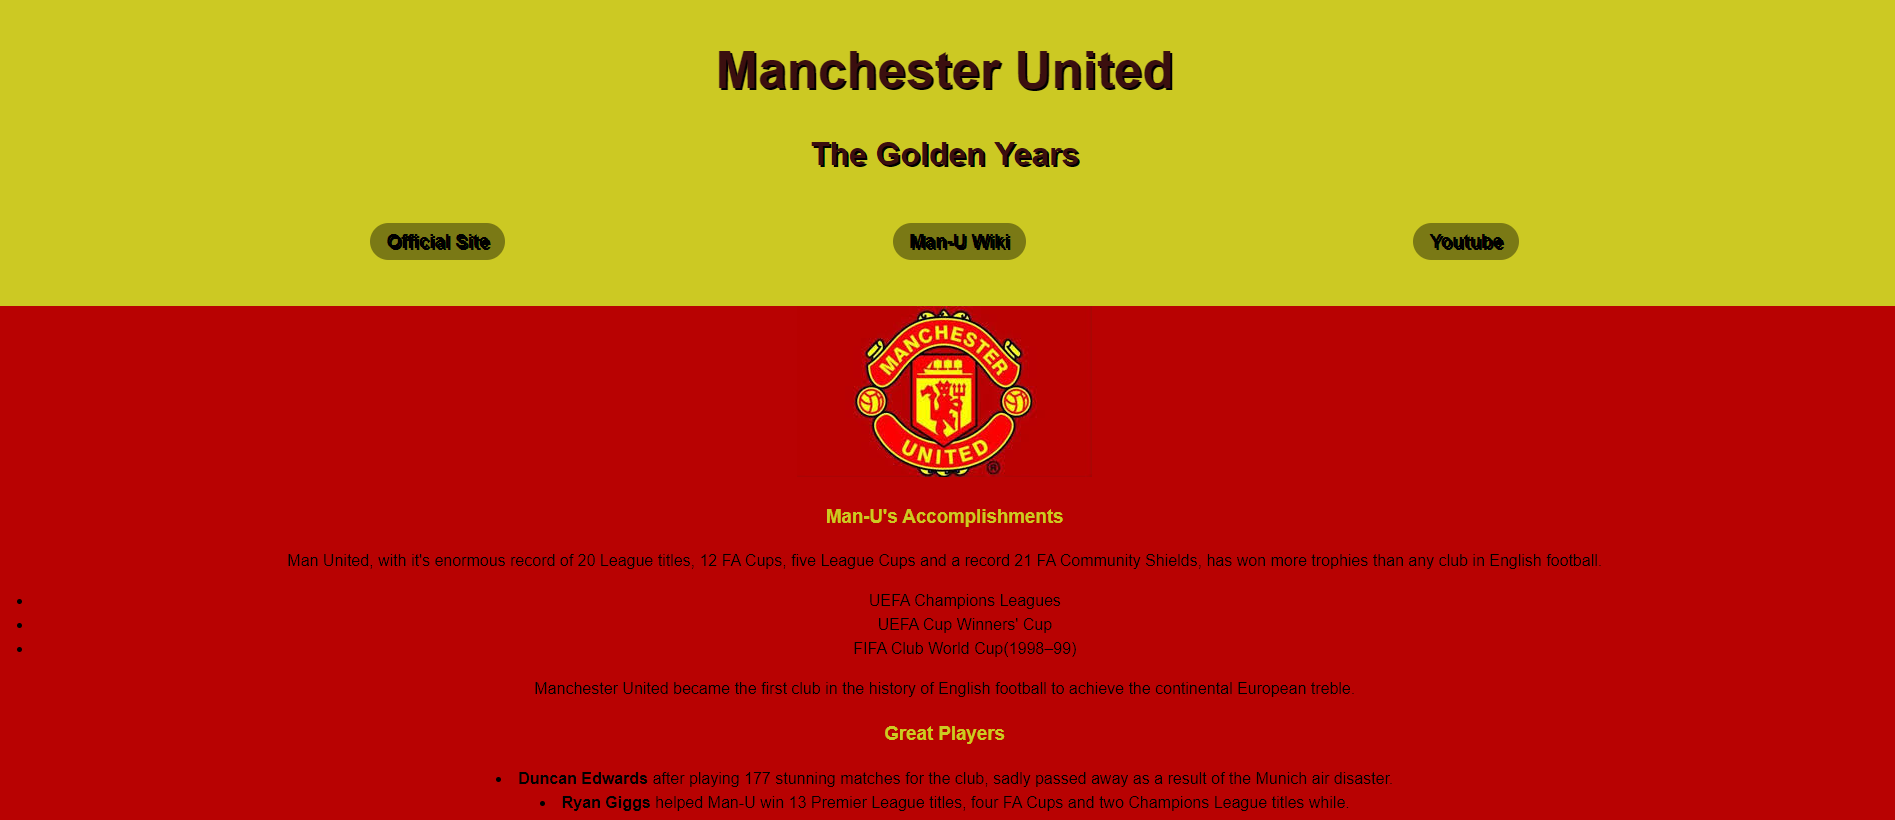 Manchester United
The Golden Years
Official Site
Man-U Wiki
Youtube
MANCHESTER
UNITED
®
Man-U's Accomplishments
Man United, with it's enormous record of 20 League titles, 12 FA Cups, five League Cups and a record 21 FA Community Shields, has won more trophies than any club in English football.
• UEFA Champions Leagues
• UEFA Cup Winners' Cup
• FIFA Club World Cup(1998–99)
Manchester United became the first club in the history of English football to achieve the continental European treble.
Great Players
• Duncan Edwards after playing 177 stunning matches for the club, sadly passed away as a result of the Munich air disaster.
• Ryan Giggs helped Man-U win 13 Premier League titles, four FA Cups and two Champions League titles while.